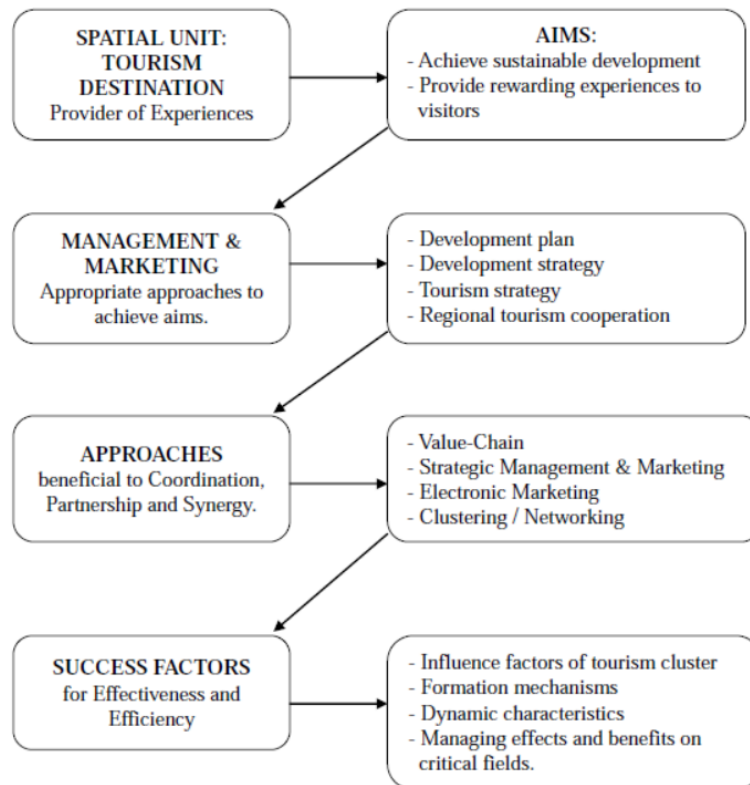 SPATIAL UNIT:
TOURISM
DESTINATION
Provider of Experiences
AIMS:
- Achieve sustainable development
- Provide rewarding experiences to
visitors
MANAGEMENT &
MARKETING
Appropriate approaches to
achieve aims.
- Development plan
- Development strategy
- Tourism strategy
- Regional tourism cooperation
APPROACHES
beneficial to Coordination,
Partnership and Synergy.
- Value-Chain
- Strategic Management & Marketing
- Electronic Marketing
- Clustering / Networking
SUCCESS FACTORS
for Effectiveness and
Efficiency
- Influence factors of tourism cluster
- Formation mechanisms
- Dynamic characteristics
- Managing effects and benefits on
critical fields.